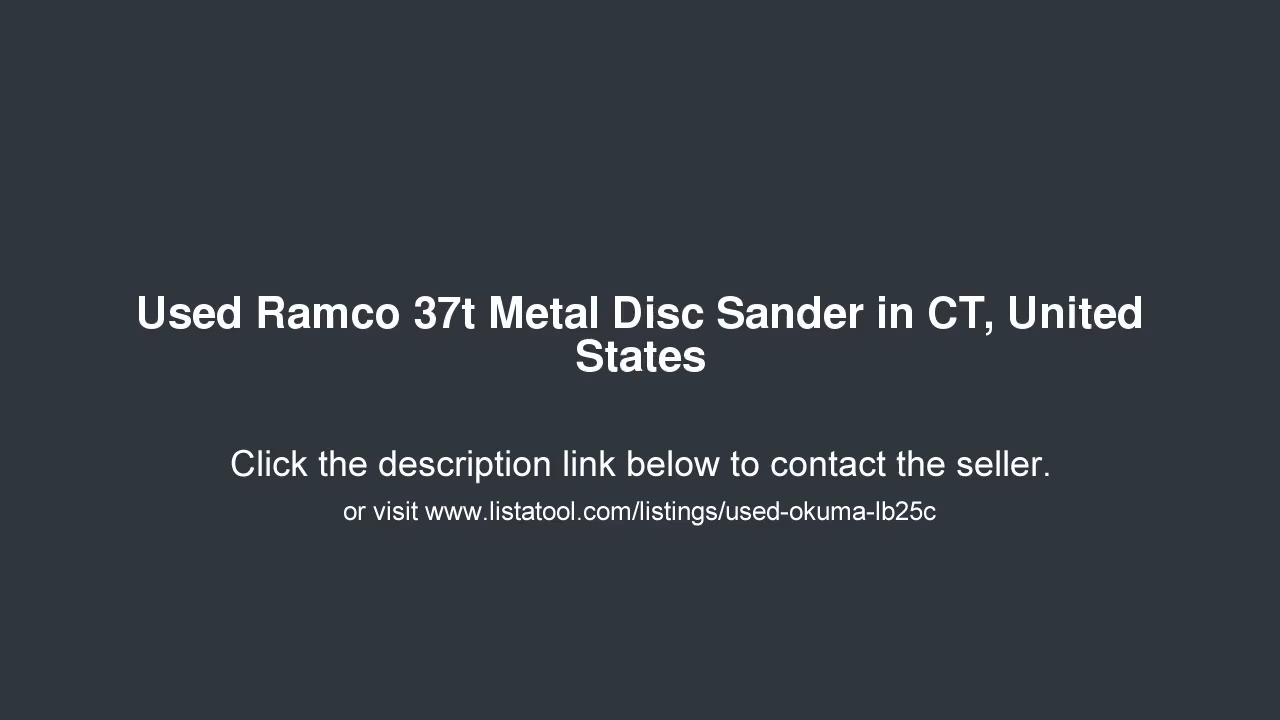 Used Ramco 37t Metal Disc Sander in CT, United
States
Click the description link below to contact the seller.
or visit www.listatool.com/listings/used-okuma-lb25c